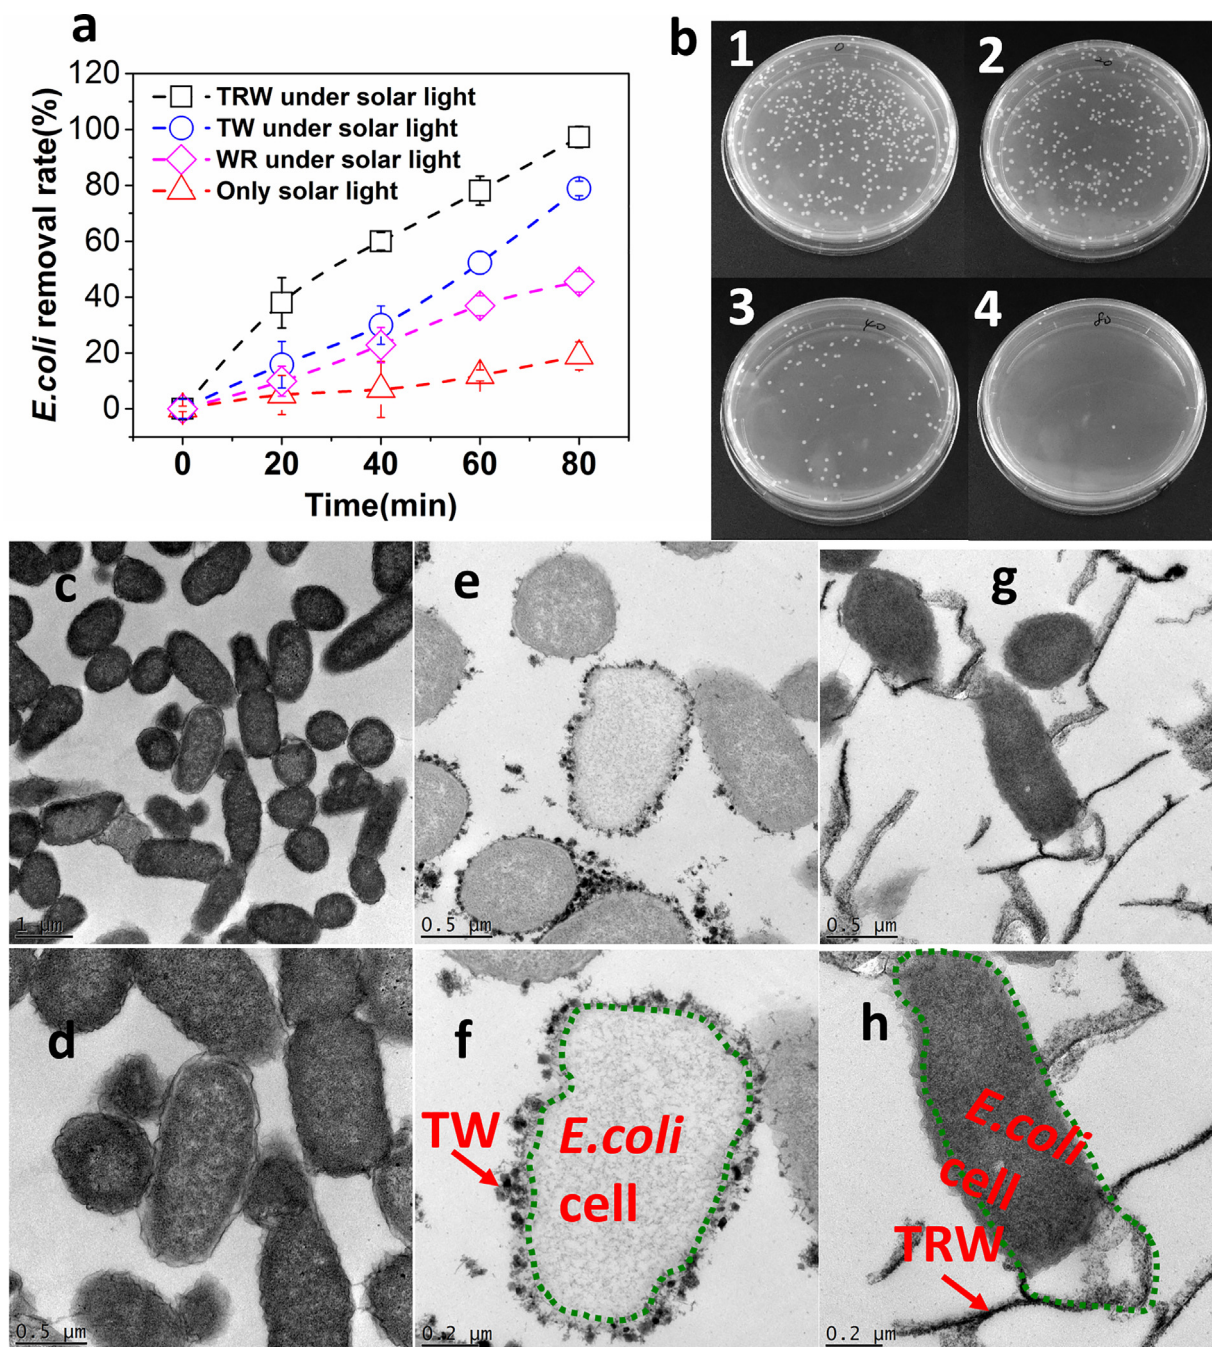 a
120
100
80
60
40
20
0
E.coli removal rate(%)
TRW under solar light
TW under solar light
WR under solar light
Only solar light
0 20 40 60 80
Time(min)
b
1
0
2
3
40
4
80
c
1 µm
e
0.5 µm
g
0.5 µm
d
0.5 µm
f
TW
E.coli
cell
0.2 µm
h
E.coli
cell
TRW
0.2 µm